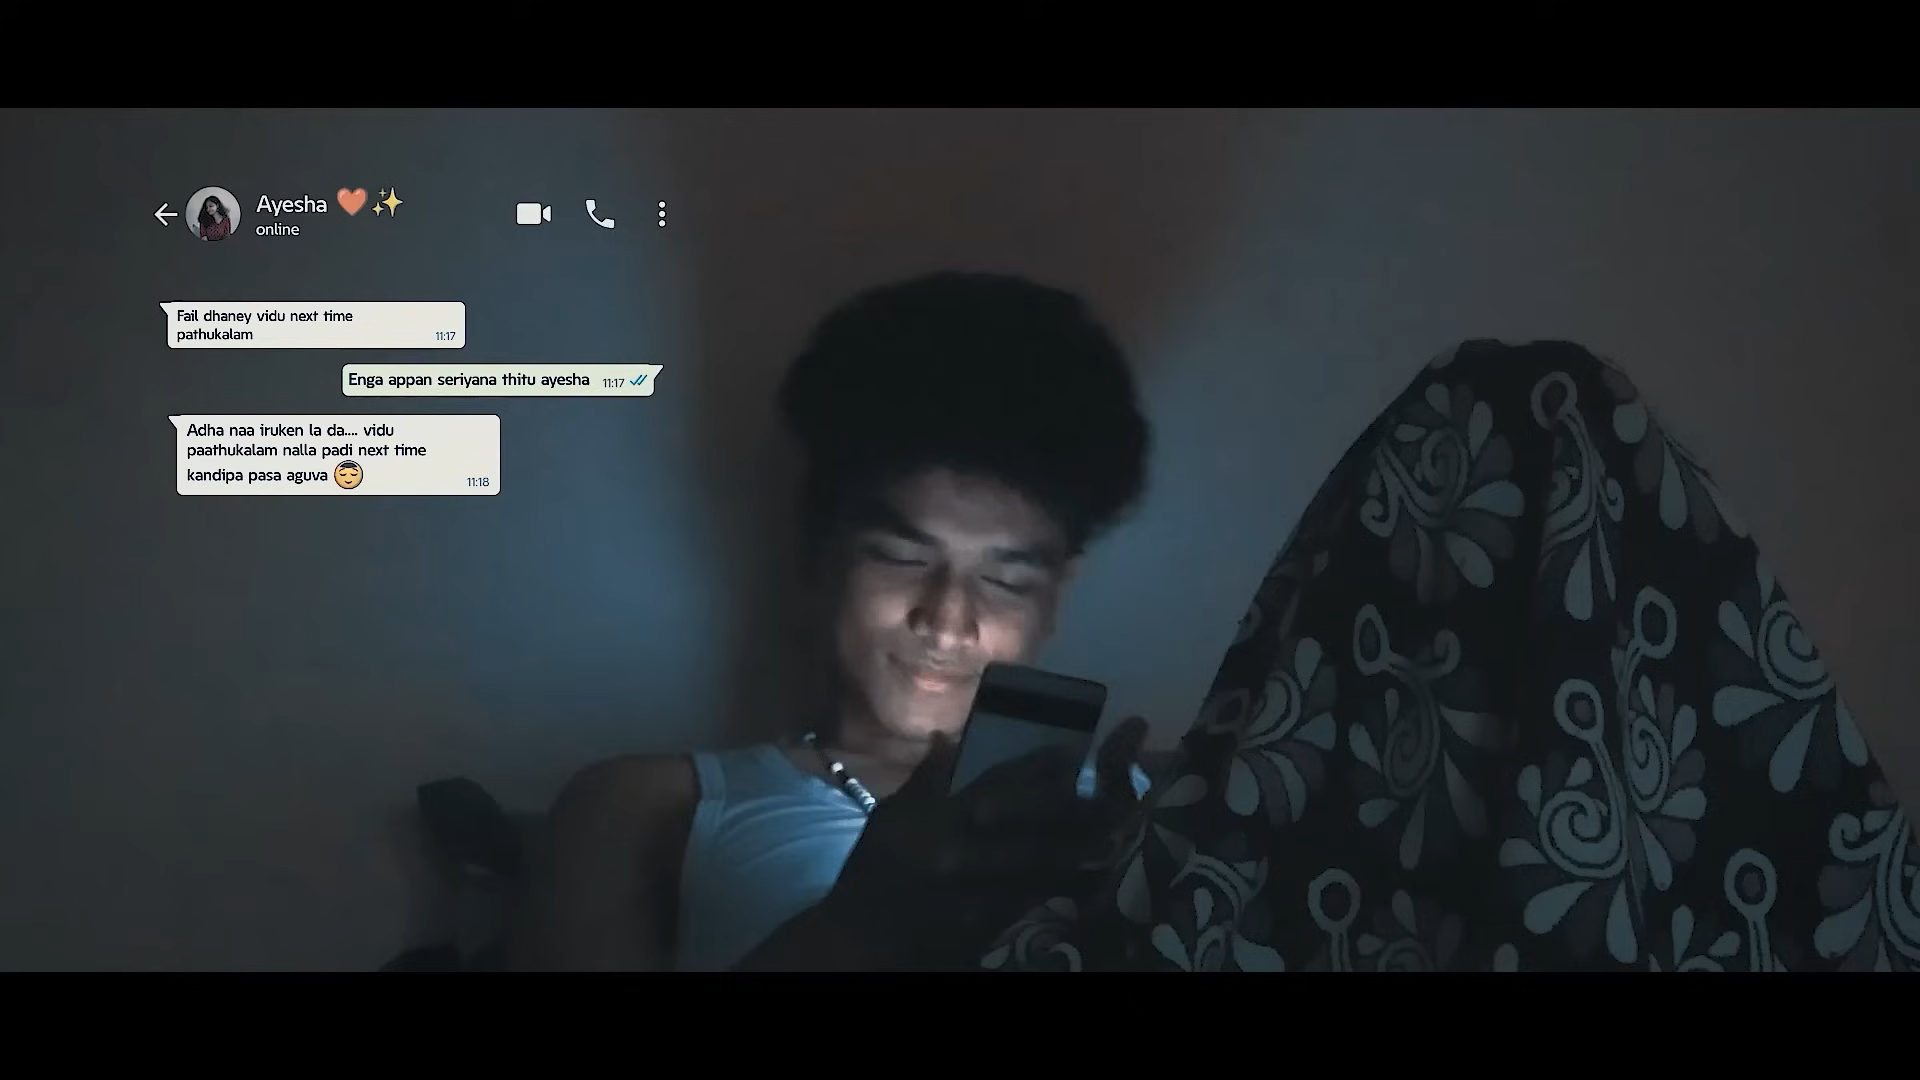 Ayesha ❤️✨
online
Fail dhaney vidu next time
pathukalam 11:17
Enga appan seriyana thitu ayesha 11:17
Adha naa iruken la da.... vidu
paathukalam nalla padi next time
kandipa pasa aguva 😌 11:18